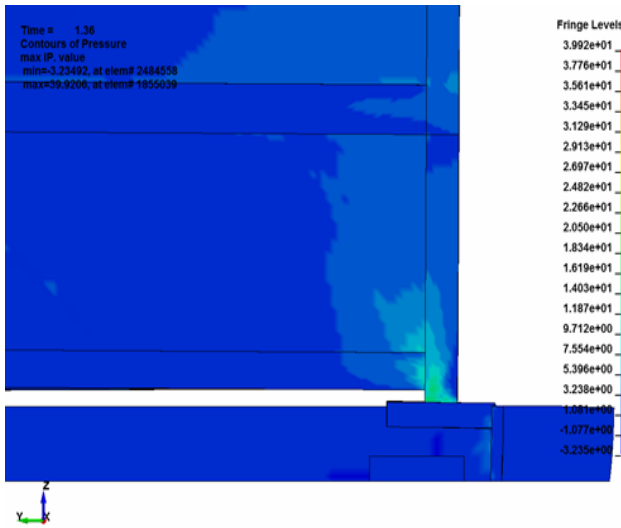 Time = 1.36
Contours of Pressure
max IP. value
min=-3.23492, at elem# 2484558
max=39.9206, at elem# 1855039
Fringe Levels
3.992e+01
3.776e+01
3.561e+01
3.345e+01
3.129e+01
2.913e+01
2.697e+01
2.482e+01
2.266e+01
2.050e+01
1.834e+01
1.619e+01
1.403e+01
1.187e+01
9.712e+00
7.554e+00
5.396e+00
3.238e+00
1.081e+00
-1.077e+00
-3.235e+00
Z
Y
X